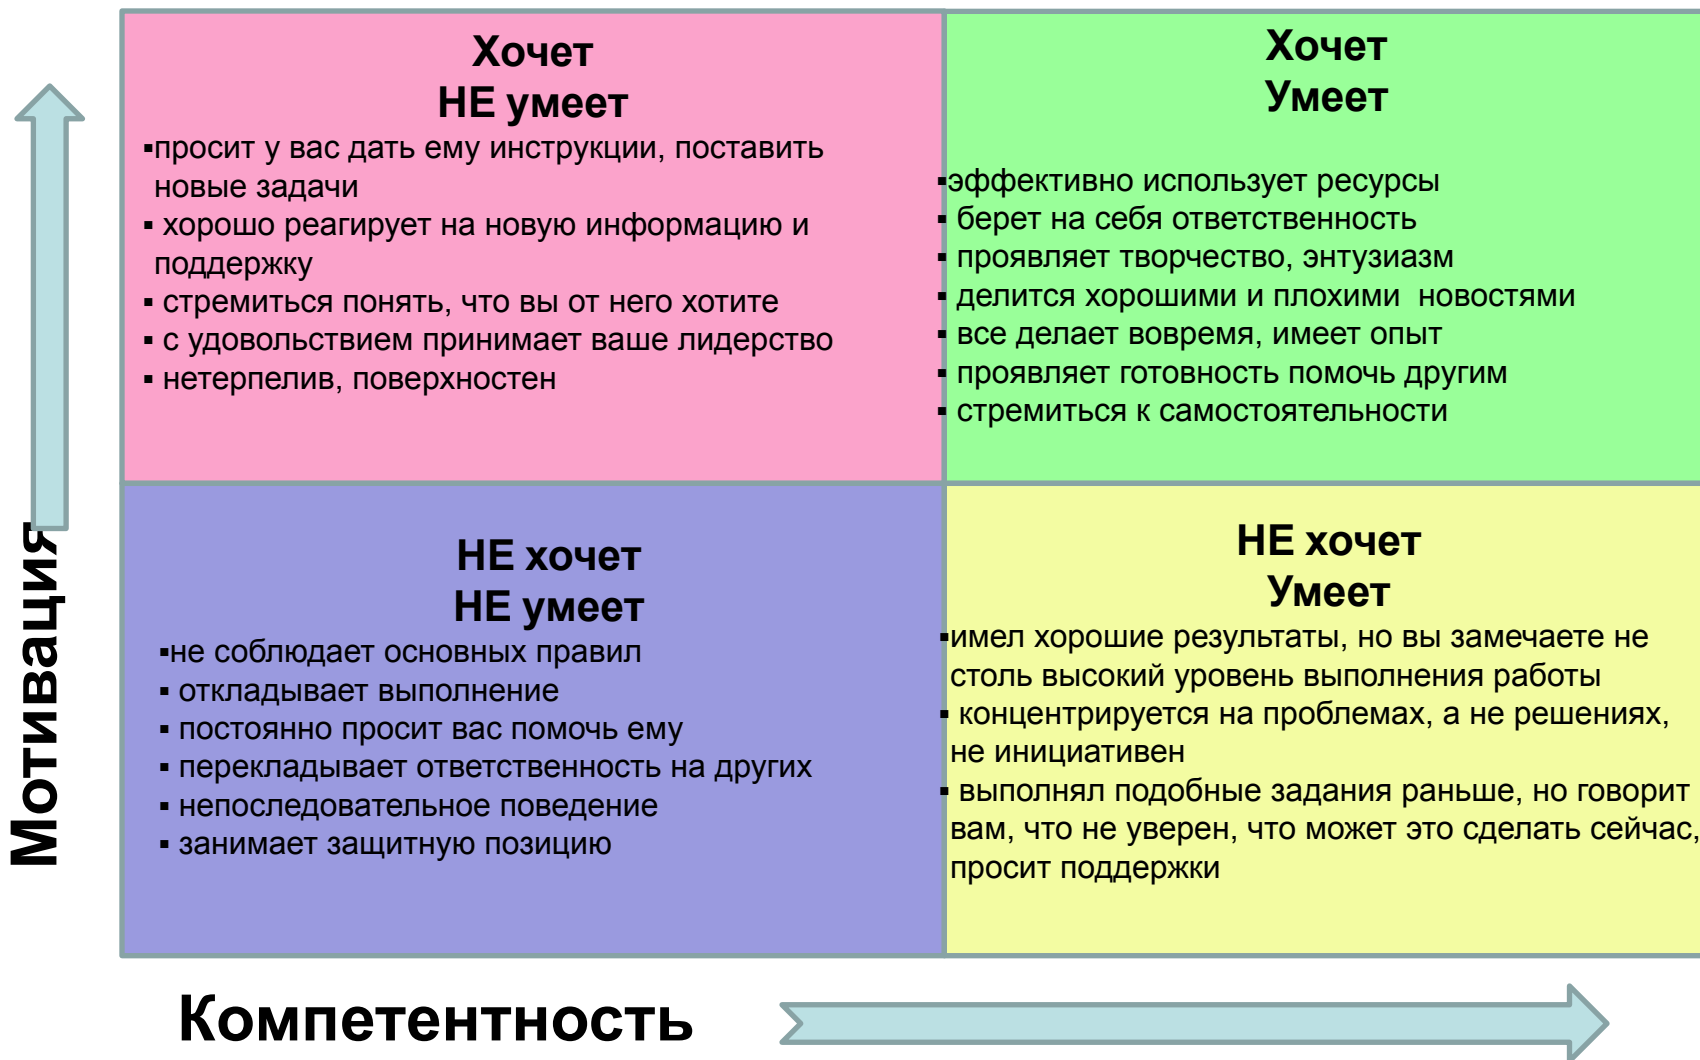 Хочет
НЕ умеет
▪просит у вас дать ему инструкции, поставить
новые задачи
▪ хорошо реагирует на новую информацию и
поддержку
▪ стремиться понять, что вы от него хотите
▪ с удовольствием принимает ваше лидерство
▪ нетерпелив, поверхностен
Хочет
Умеет
▪эффективно использует ресурсы
▪ берет на себя ответственность
▪ проявляет творчество, энтузиазм
▪ делится хорошими и плохими  новостями
▪ все делает вовремя, имеет опыт
▪ проявляет готовность помочь другим
▪ стремиться к самостоятельности
Мотивация
НЕ хочет
НЕ умеет
▪не соблюдает основных правил
▪ откладывает выполнение
▪ постоянно просит вас помочь ему
▪ перекладывает ответственность на других
▪ непоследовательное поведение
▪ занимает защитную позицию
НЕ хочет
Умеет
▪имел хорошие результаты, но вы замечаете не
столь высокий уровень выполнения работы
▪ концентрируется на проблемах, а не решениях,
не инициативен
▪ выполнял подобные задания раньше, но говорит
вам, что не уверен, что может это сделать сейчас,
просит поддержки
Компетентность